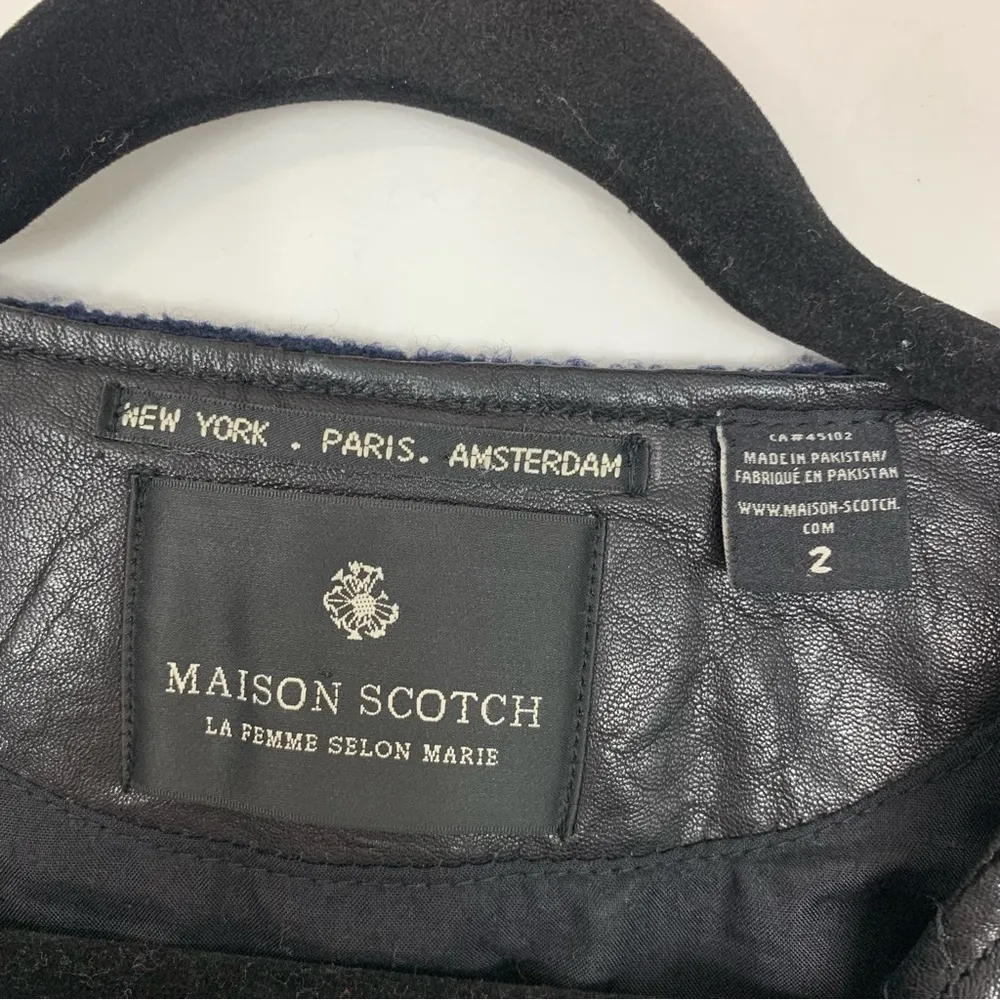 NEW YORK . PARIS. AMSTERDAM
MAISON SCOTCH
LA FEMME SELON MARIE
CA#45102
MADE IN PAKISTAN/
FABRIQUÉ EN PAKISTAN
WWW.MAISON-SCOTCH.
COM
2